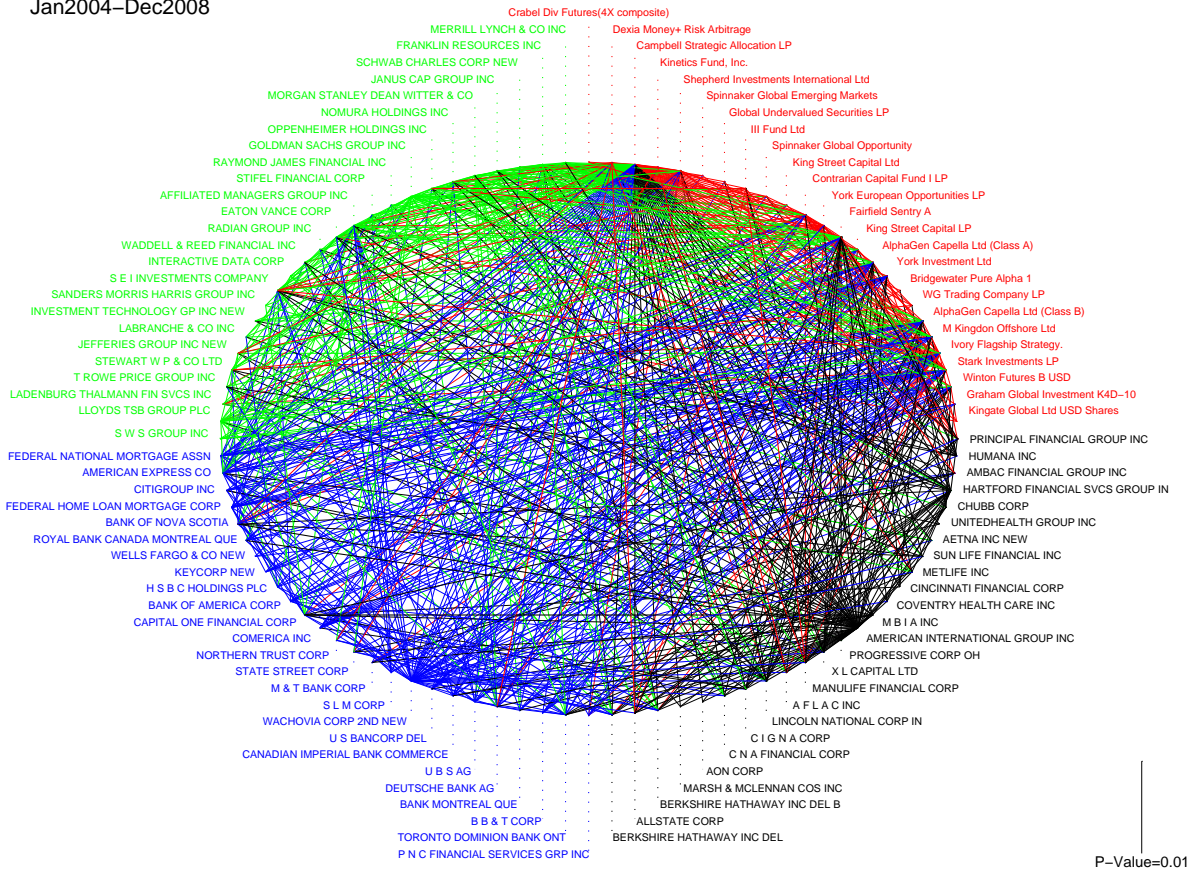 Jan2004–Dec2008
Crabel Div Futures(4X composite)
MERRILL LYNCH & CO INC
Dexia Money+ Risk Arbitrage
FRANKLIN RESOURCES INC
Campbell Strategic Allocation LP
SCHWAB CHARLES CORP NEW
Kinetics Fund, Inc.
JANUS CAP GROUP INC
Shepherd Investments International Ltd
MORGAN STANLEY DEAN WITTER & CO
Spinnaker Global Emerging Markets
NOMURA HOLDINGS INC
Global Undervalued Securities LP
OPPENHEIMER HOLDINGS INC
III Fund Ltd
GOLDMAN SACHS GROUP INC
Spinnaker Global Opportunity
RAYMOND JAMES FINANCIAL INC
King Street Capital Ltd
STIFEL FINANCIAL CORP
Contrarian Capital Fund I LP
AFFILIATED MANAGERS GROUP INC
York European Opportunities LP
EATON VANCE CORP
Fairfield Sentry A
RADIAN GROUP INC
King Street Capital LP
WADDELL & REED FINANCIAL INC
AlphaGen Capella Ltd (Class A)
INTERACTIVE DATA CORP
York Investment Ltd
S E I INVESTMENTS COMPANY
Bridgewater Pure Alpha 1
SANDERS MORRIS HARRIS GROUP INC
WG Trading Company LP
INVESTMENT TECHNOLOGY GP INC NEW
AlphaGen Capella Ltd (Class B)
LABRANCHE & CO INC
M Kingdon Offshore Ltd
JEFFERIES GROUP INC NEW
Ivory Flagship Strategy.
STEWART W P & CO LTD
Stark Investments LP
T ROWE PRICE GROUP INC
Winton Futures B USD
LADENBURG THALMANN FIN SVCS INC
Graham Global Investment K4D–10
LLOYDS TSB GROUP PLC
Kingate Global Ltd USD Shares
S W S GROUP INC
PRINCIPAL FINANCIAL GROUP INC
FEDERAL NATIONAL MORTGAGE ASSN
HUMANA INC
AMERICAN EXPRESS CO
AMBAC FINANCIAL GROUP INC
CITIGROUP INC
HARTFORD FINANCIAL SVCS GROUP IN
FEDERAL HOME LOAN MORTGAGE CORP
CHUBB CORP
BANK OF NOVA SCOTIA
UNITEDHEALTH GROUP INC
ROYAL BANK CANADA MONTREAL QUE
AETNA INC NEW
WELLS FARGO & CO NEW
SUN LIFE FINANCIAL INC
KEYCORP NEW
METLIFE INC
H S B C HOLDINGS PLC
CINCINNATI FINANCIAL CORP
BANK OF AMERICA CORP
COVENTRY HEALTH CARE INC
CAPITAL ONE FINANCIAL CORP
M B I A INC
COMERICA INC
AMERICAN INTERNATIONAL GROUP INC
NORTHERN TRUST CORP
PROGRESSIVE CORP OH
STATE STREET CORP
X L CAPITAL LTD
M & T BANK CORP
MANULIFE FINANCIAL CORP
S L M CORP
A F L A C INC
WACHOVIA CORP 2ND NEW
LINCOLN NATIONAL CORP IN
U S BANCORP DEL
C I G N A CORP
CANADIAN IMPERIAL BANK COMMERCE
C N A FINANCIAL CORP
U B S AG
AON CORP
DEUTSCHE BANK AG
MARSH & MCLENNAN COS INC
BANK MONTREAL QUE
BERKSHIRE HATHAWAY INC DEL B
B B & T CORP
ALLSTATE CORP
TORONTO DOMINION BANK ONT
BERKSHIRE HATHAWAY INC DEL
P N C FINANCIAL SERVICES GRP INC
P–Value=0.01